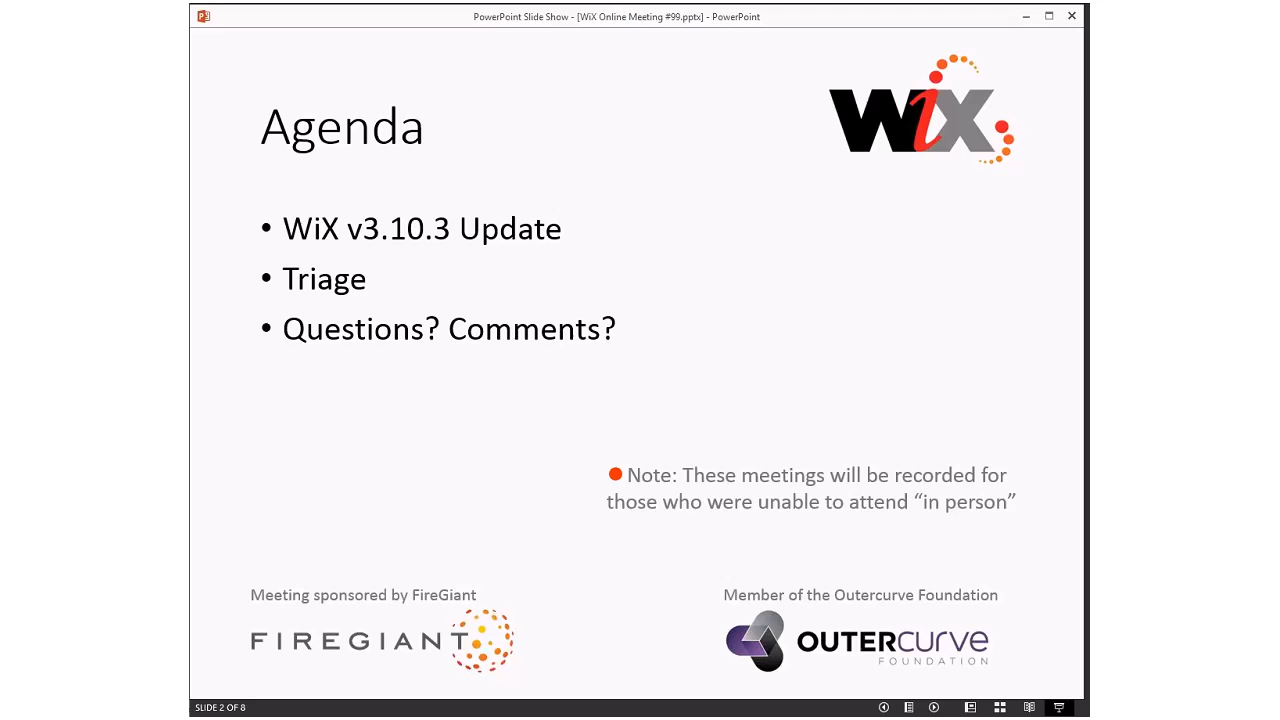 PowerPoint Slide Show - [WiX Online Meeting #99.pptx] - PowerPoint
WiX
Agenda
• WiX v3.10.3 Update
• Triage
• Questions? Comments?
Note: These meetings will be recorded for
those who were unable to attend “in person”
Meeting sponsored by FireGiant
FIREGIANT
Member of the Outercurve Foundation
OUTERCURVE
FOUNDATION
SLIDE 2 OF 8